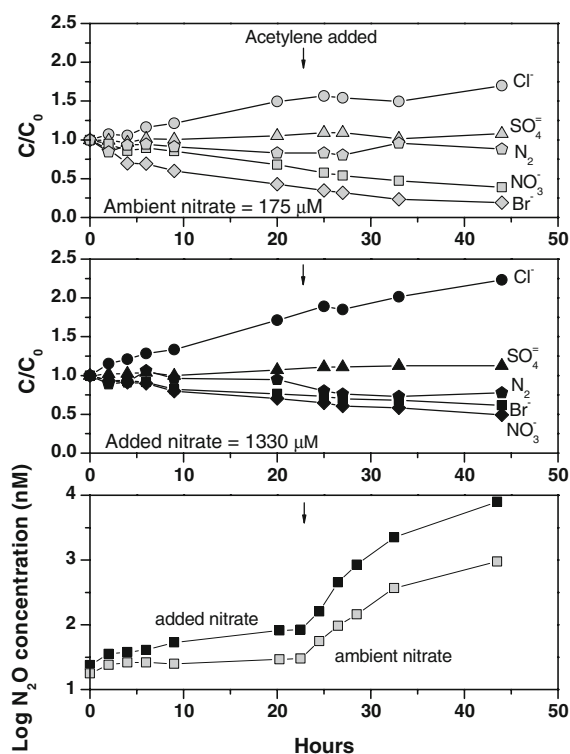 2.5
Acetylene added
2.0
Cl⁻
1.5
C/C₀
SO₄⁼
1.0
N₂
0.5
NO₃⁻
Ambient nitrate = 175 μM
Br⁻
0.0
0 10 20 30 40 50
2.5
Cl⁻
2.0
1.5
C/C₀
SO₄⁼
1.0
N₂
Br⁻
0.5
NO₃⁻
Added nitrate = 1330 μM
0.0
0 10 20 30 40 50
Log N₂O concentration (nM)
4
3
added nitrate
2
ambient nitrate
1
0 10 20 30 40 50
Hours